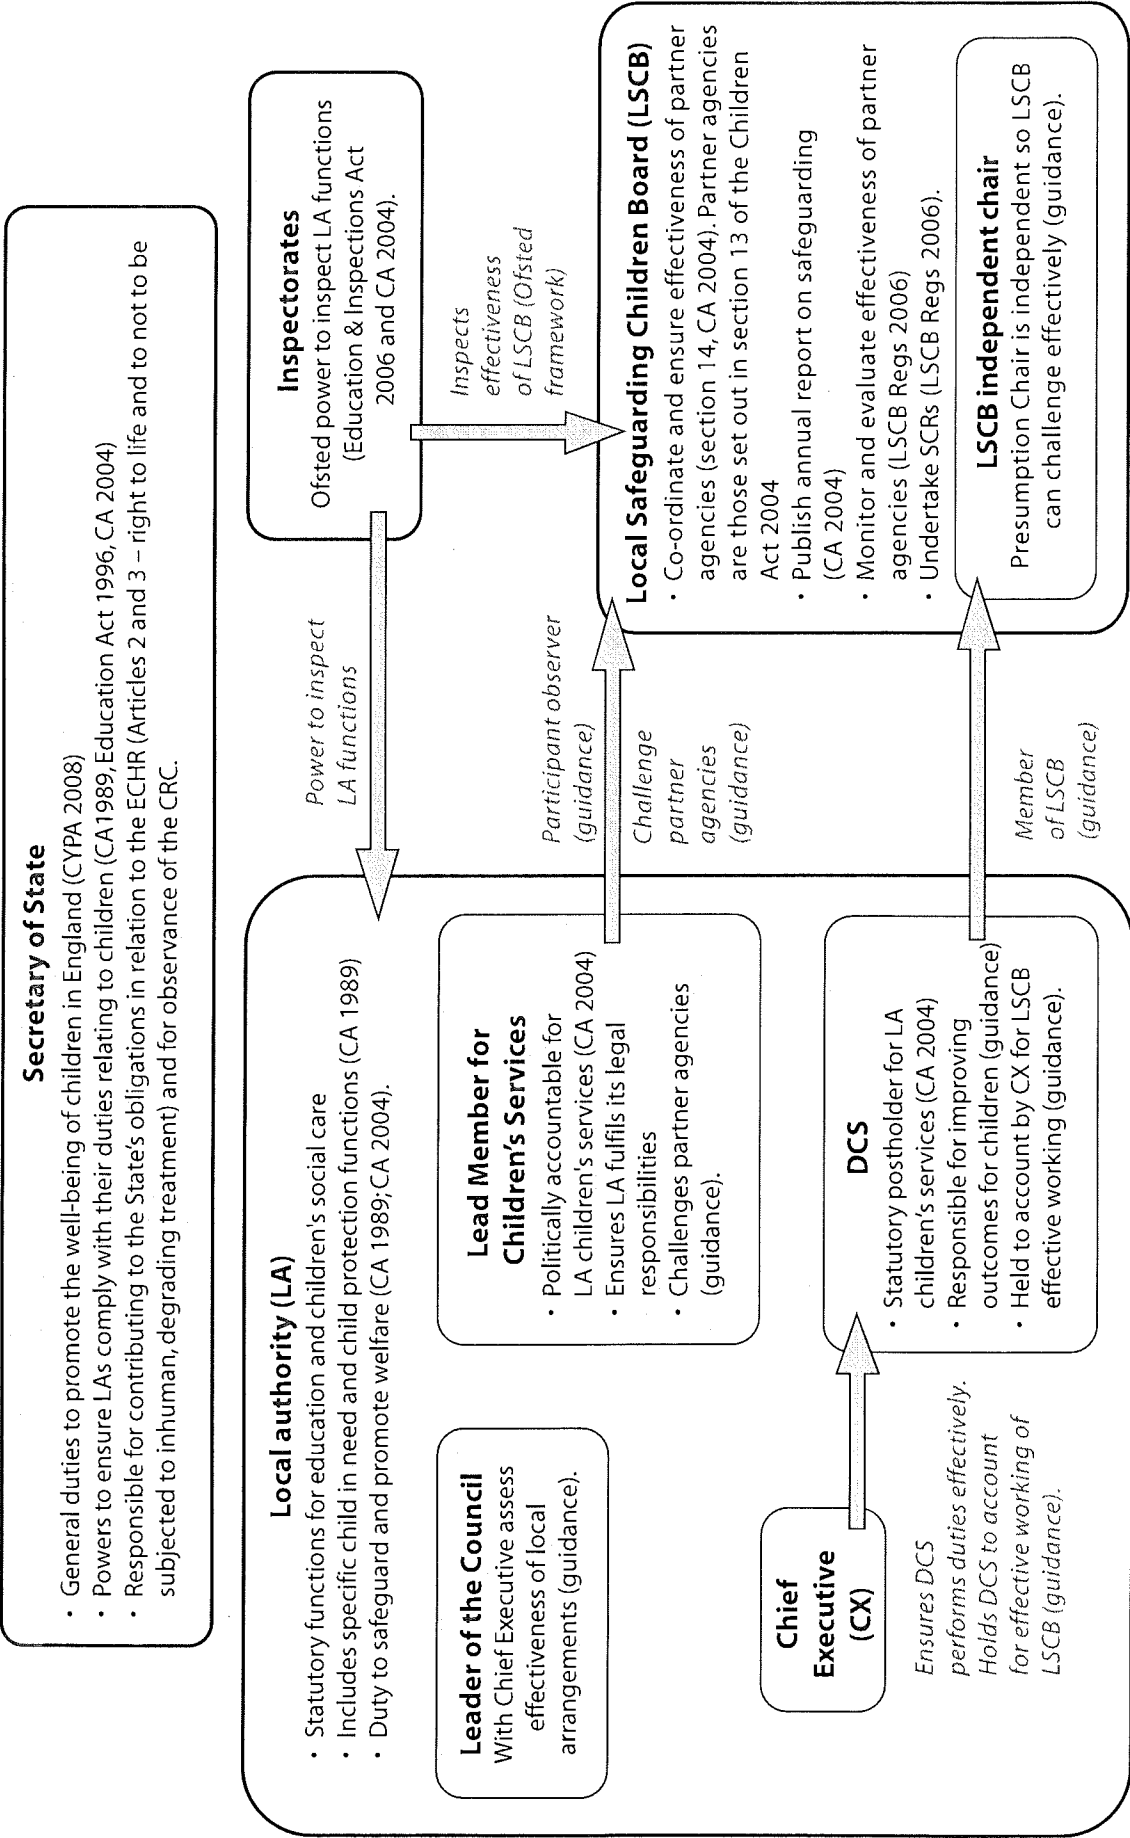 Secretary of State
• General duties to promote the well-being of children in England (CYPA 2008)
• Powers to ensure LAs comply with their duties relating to children (CA1989, Education Act 1996, CA 2004)
• Responsible for contributing to the State's obligations in relation to the ECHR (Articles 2 and 3 – right to life and to not to be
subjected to inhuman, degrading treatment) and for observance of the CRC.
Local authority (LA)
• Statutory functions for education and children's social care
• Includes specific child in need and child protection functions (CA 1989)
• Duty to safeguard and promote welfare (CA 1989; CA 2004).
Leader of the Council
With Chief Executive assess
effectiveness of local
arrangements (guidance).
Lead Member for
Children's Services
• Politically accountable for
LA children's services (CA 2004)
• Ensures LA fulfils its legal
responsibilities
• Challenges partner agencies
(guidance).
Chief
Executive
(CX)
Ensures DCS
performs duties effectively.
Holds DCS to account
for effective working of
LSCB (guidance).
DCS
• Statutory postholder for LA
children's services (CA 2004)
• Responsible for improving
outcomes for children (guidance)
• Held to account by CX for LSCB
effective working (guidance).
Power to inspect
LA functions
Participant observer
(guidance)
Challenge
partner
agencies
(guidance)
Member
of LSCB
(guidance)
Inspectorates
Ofsted power to inspect LA functions
(Education & Inspections Act
2006 and CA 2004).
Inspects
effectiveness
of LSCB (Ofsted
framework)
Local Safeguarding Children Board (LSCB)
• Co-ordinate and ensure effectiveness of partner
agencies (section 14, CA 2004). Partner agencies
are those set out in section 13 of the Children
Act 2004
• Publish annual report on safeguarding
(CA 2004)
• Monitor and evaluate effectiveness of partner
agencies (LSCB Regs 2006)
• Undertake SCRs (LSCB Regs 2006).
LSCB independent chair
Presumption Chair is independent so LSCB
can challenge effectively (guidance).